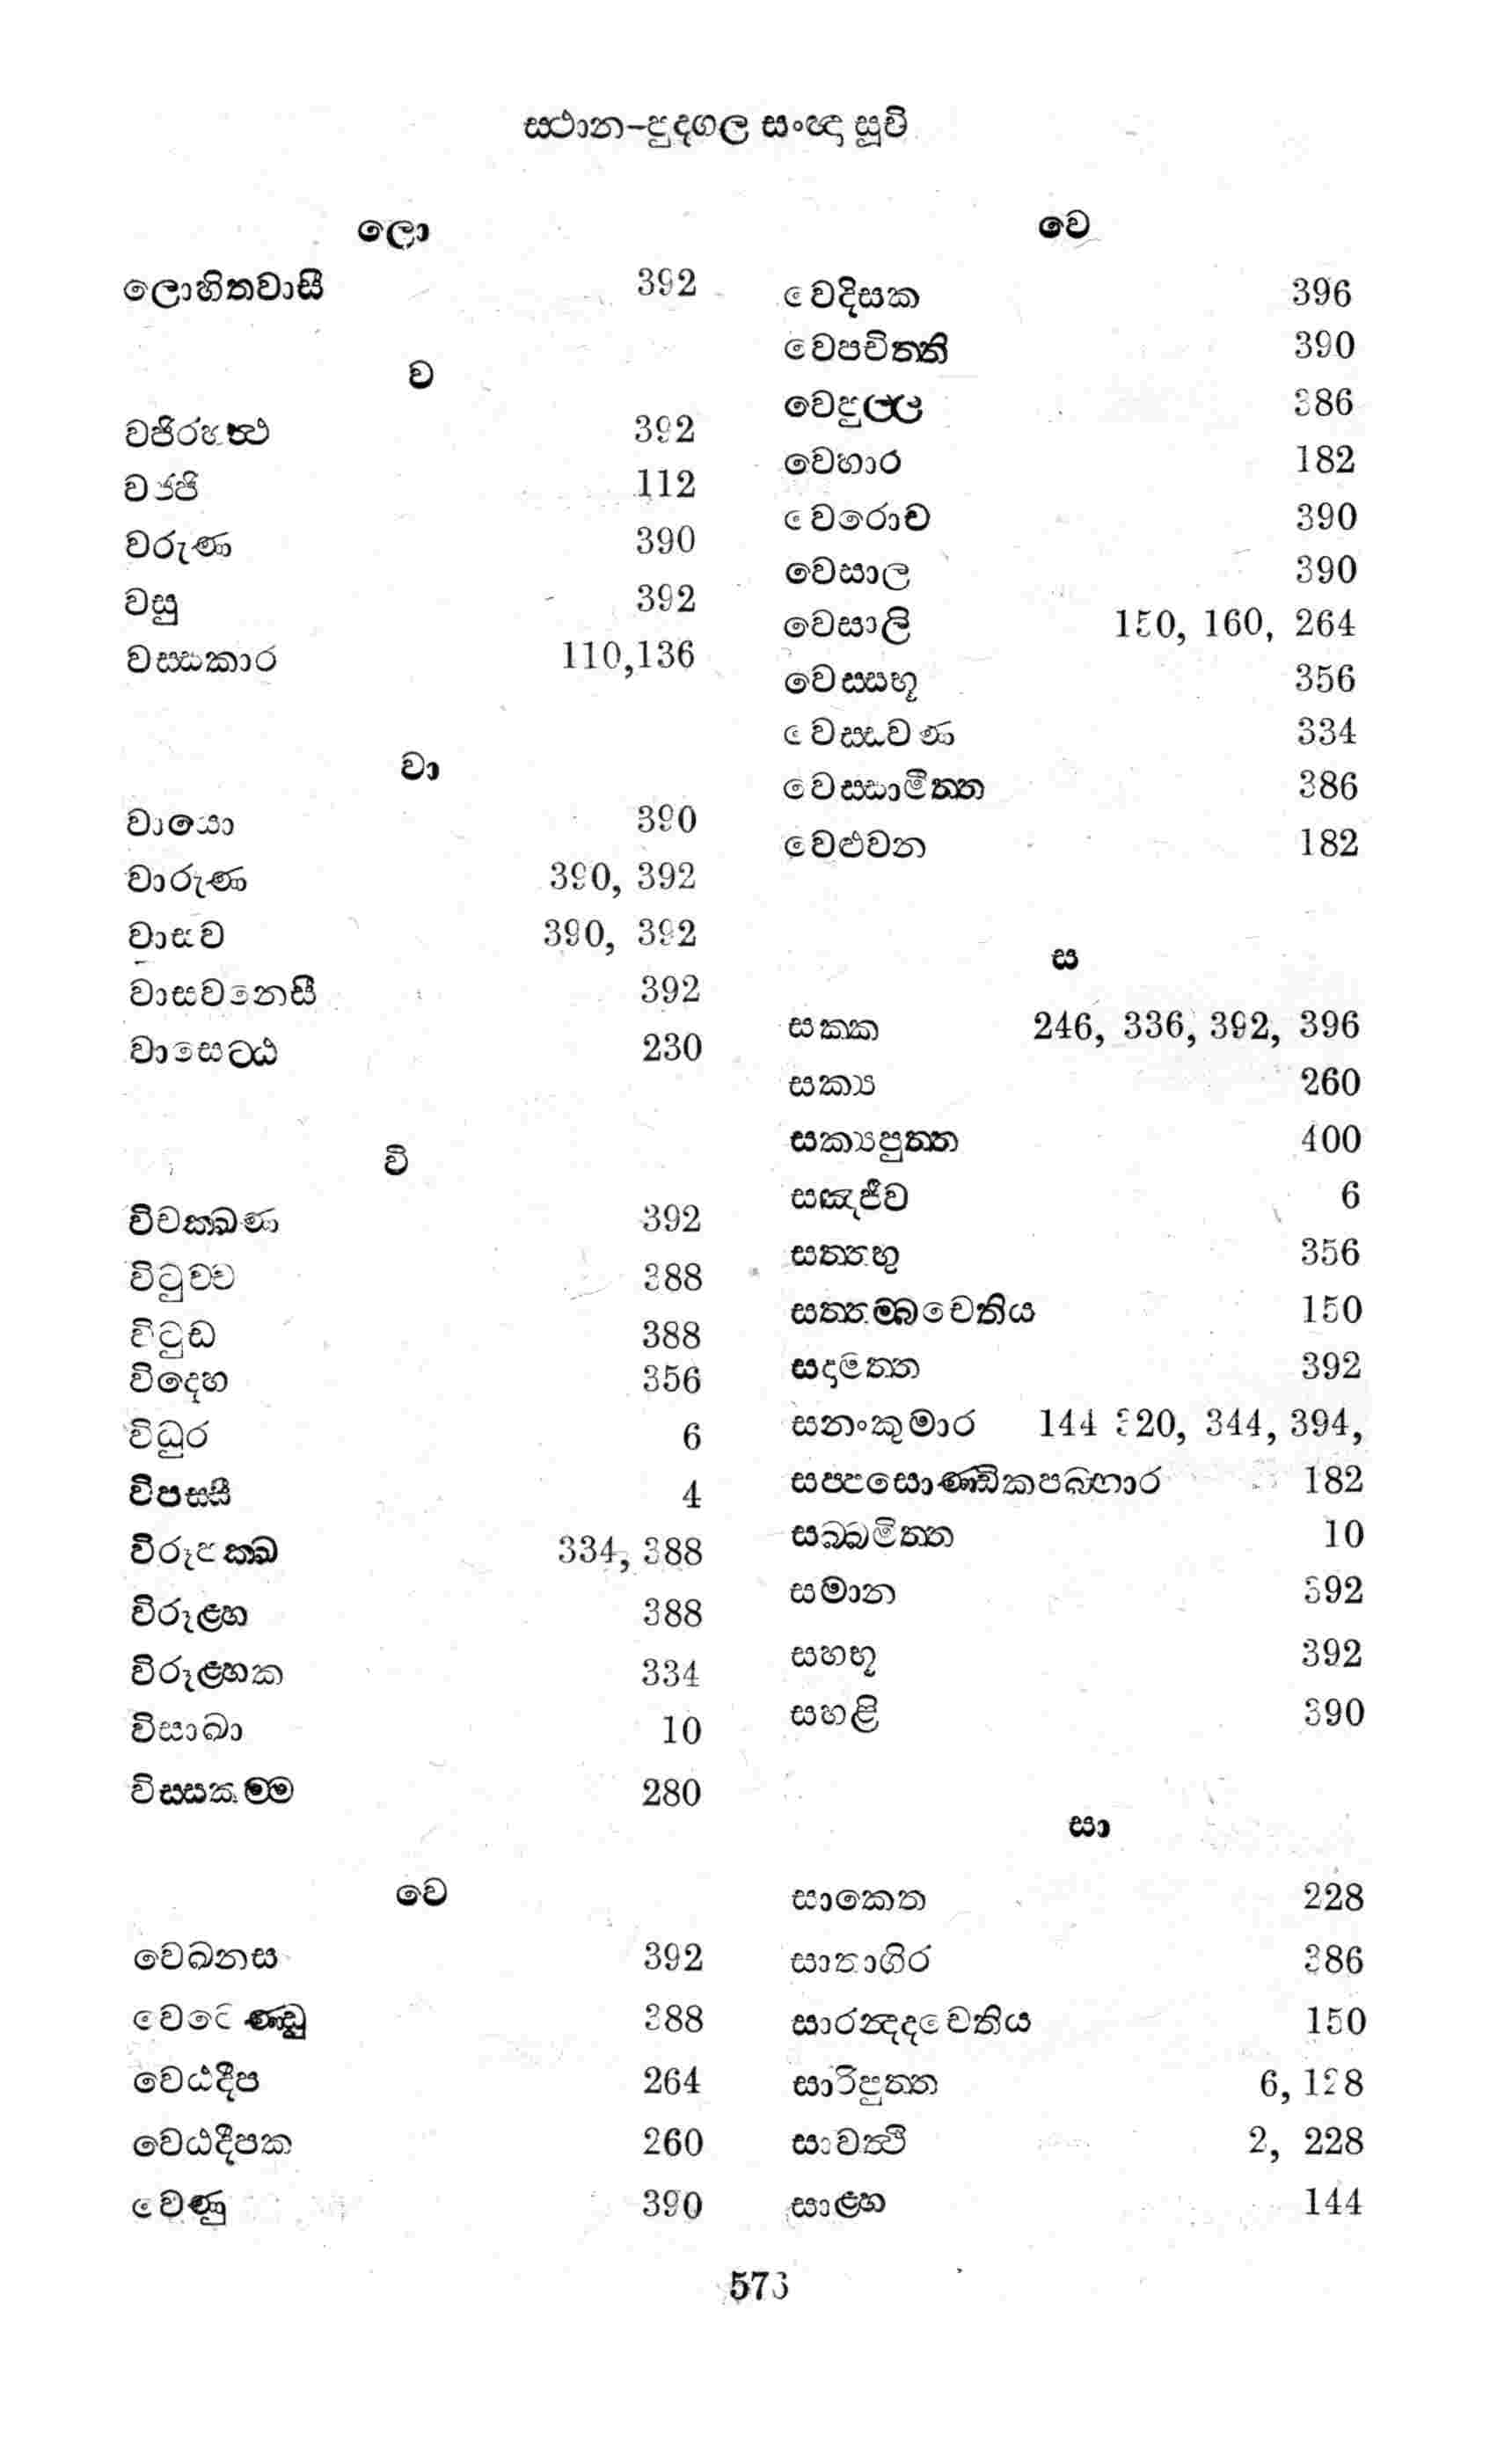 ස්ථාන-පුද්ගල සංඥා සූචි
ලො
ලොහිතවාසී 392
ව
වජිරහත්ථ 392
වජ්ජි 112
වරුණ 390
වසු 392
වස්සකාර 110,136
වා
වායො 390
වාරුණ 390, 392
වාසව 390, 392
වාසවනෙසී 392
වාසෙට්ඨ 230
වි
විචක්ඛණ 392
විටුච්ච 388
විටුඩ 388
විදෙහ 356
විධුර 6
විපස්සී 4
විරූපක්ඛ 334, 388
විරූළ්හ 388
විරූළ්හක 334
විසාඛා 10
විස්සකම්ම 280
වෙ
වෙඛනස 392
වෙටෙණ්ඩු 388
වෙඨදීප 264
වෙඨදීපක 260
වෙණ්ණු 390
වෙ
වෙදිසක 396
වෙපචිත්ති 390
වෙපුල්ල 386
වෙභාර 182
වෙරොච 390
වෙසාල 390
වෙසාලි 150, 160, 264
වෙස්සභූ 356
වෙස්සවණ 334
වෙස්සාමිත්ත 386
වෙළුවන 182
ස
සක්ක 246, 336, 392, 396
සක්‍ය 260
සක්‍යපුත්ත 400
සඤ්ජීව 6
සත්තභු 356
සත්තම්බචෙතිය 150
සදාමත්ත 392
සනංකුමාර 144 320, 344, 394,
සප්පසොණ්ඩිකපබ්භාර 182
සබ්බමිත්ත 10
සමාන 392
සහභූ 392
සහළි 390
සා
සාකෙත 228
සාතාගිර 386
සාරන්දදචෙතිය 150
සාරිපුත්ත 6, 128
සාවත්ථි 2, 228
සාළ්හ 144
573